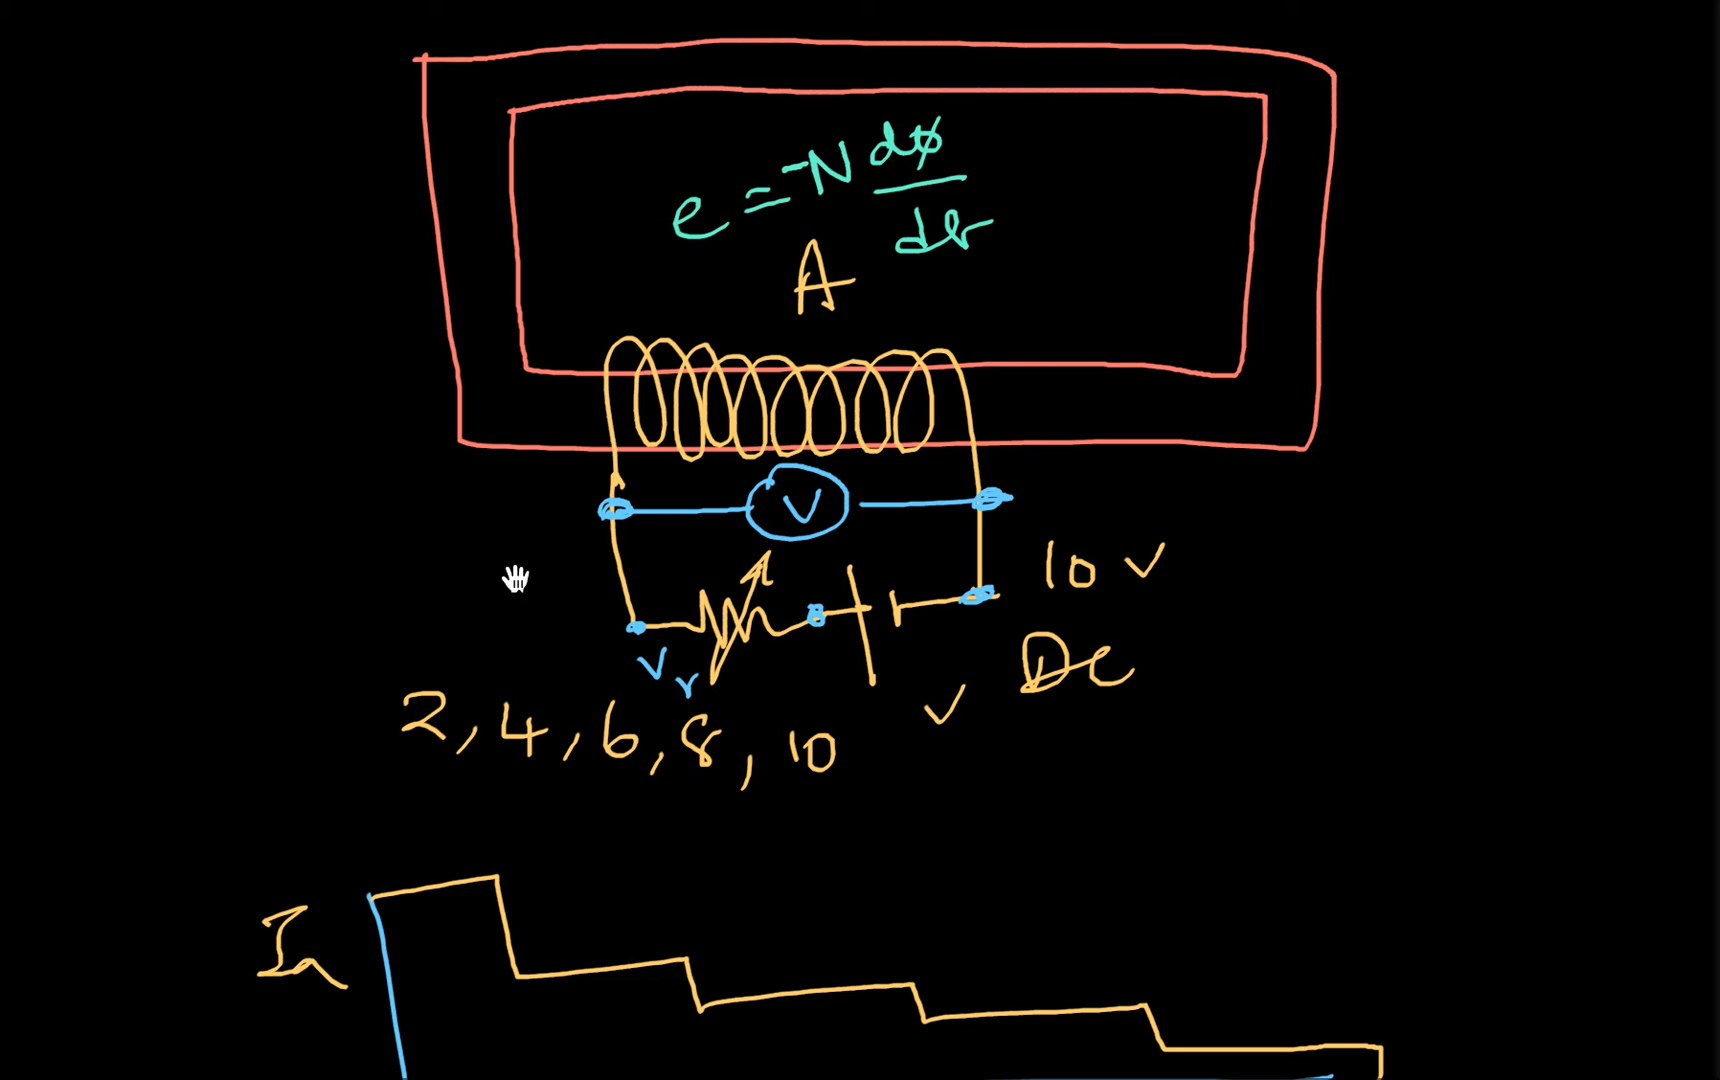 e = -N dϕ/dt
A
V
10 V
Vr
DC
2, 4, 6, 8, 10
V
Ia